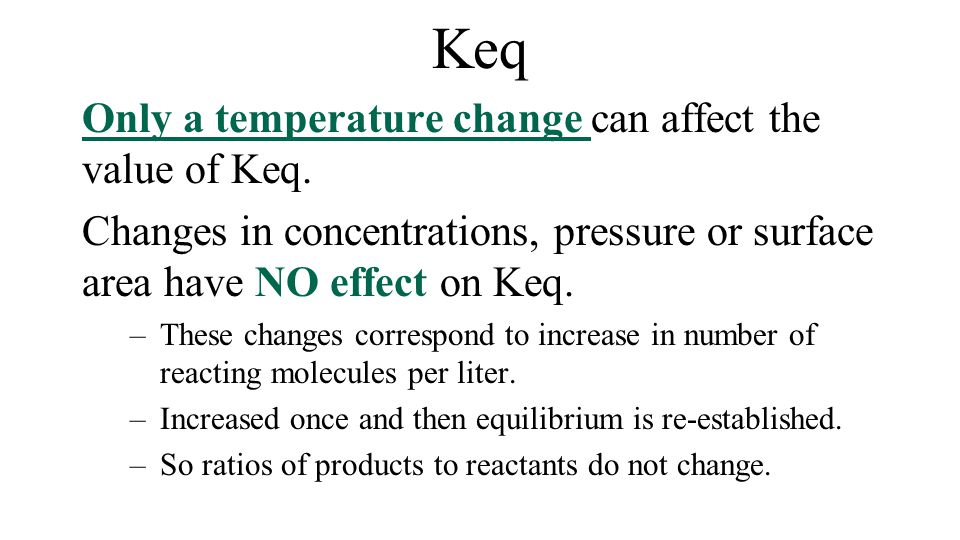 Keq
Only a temperature change can affect the
value of Keq.
Changes in concentrations, pressure or surface
area have NO effect on Keq.
– These changes correspond to increase in number of
reacting molecules per liter.
– Increased once and then equilibrium is re-established.
– So ratios of products to reactants do not change.